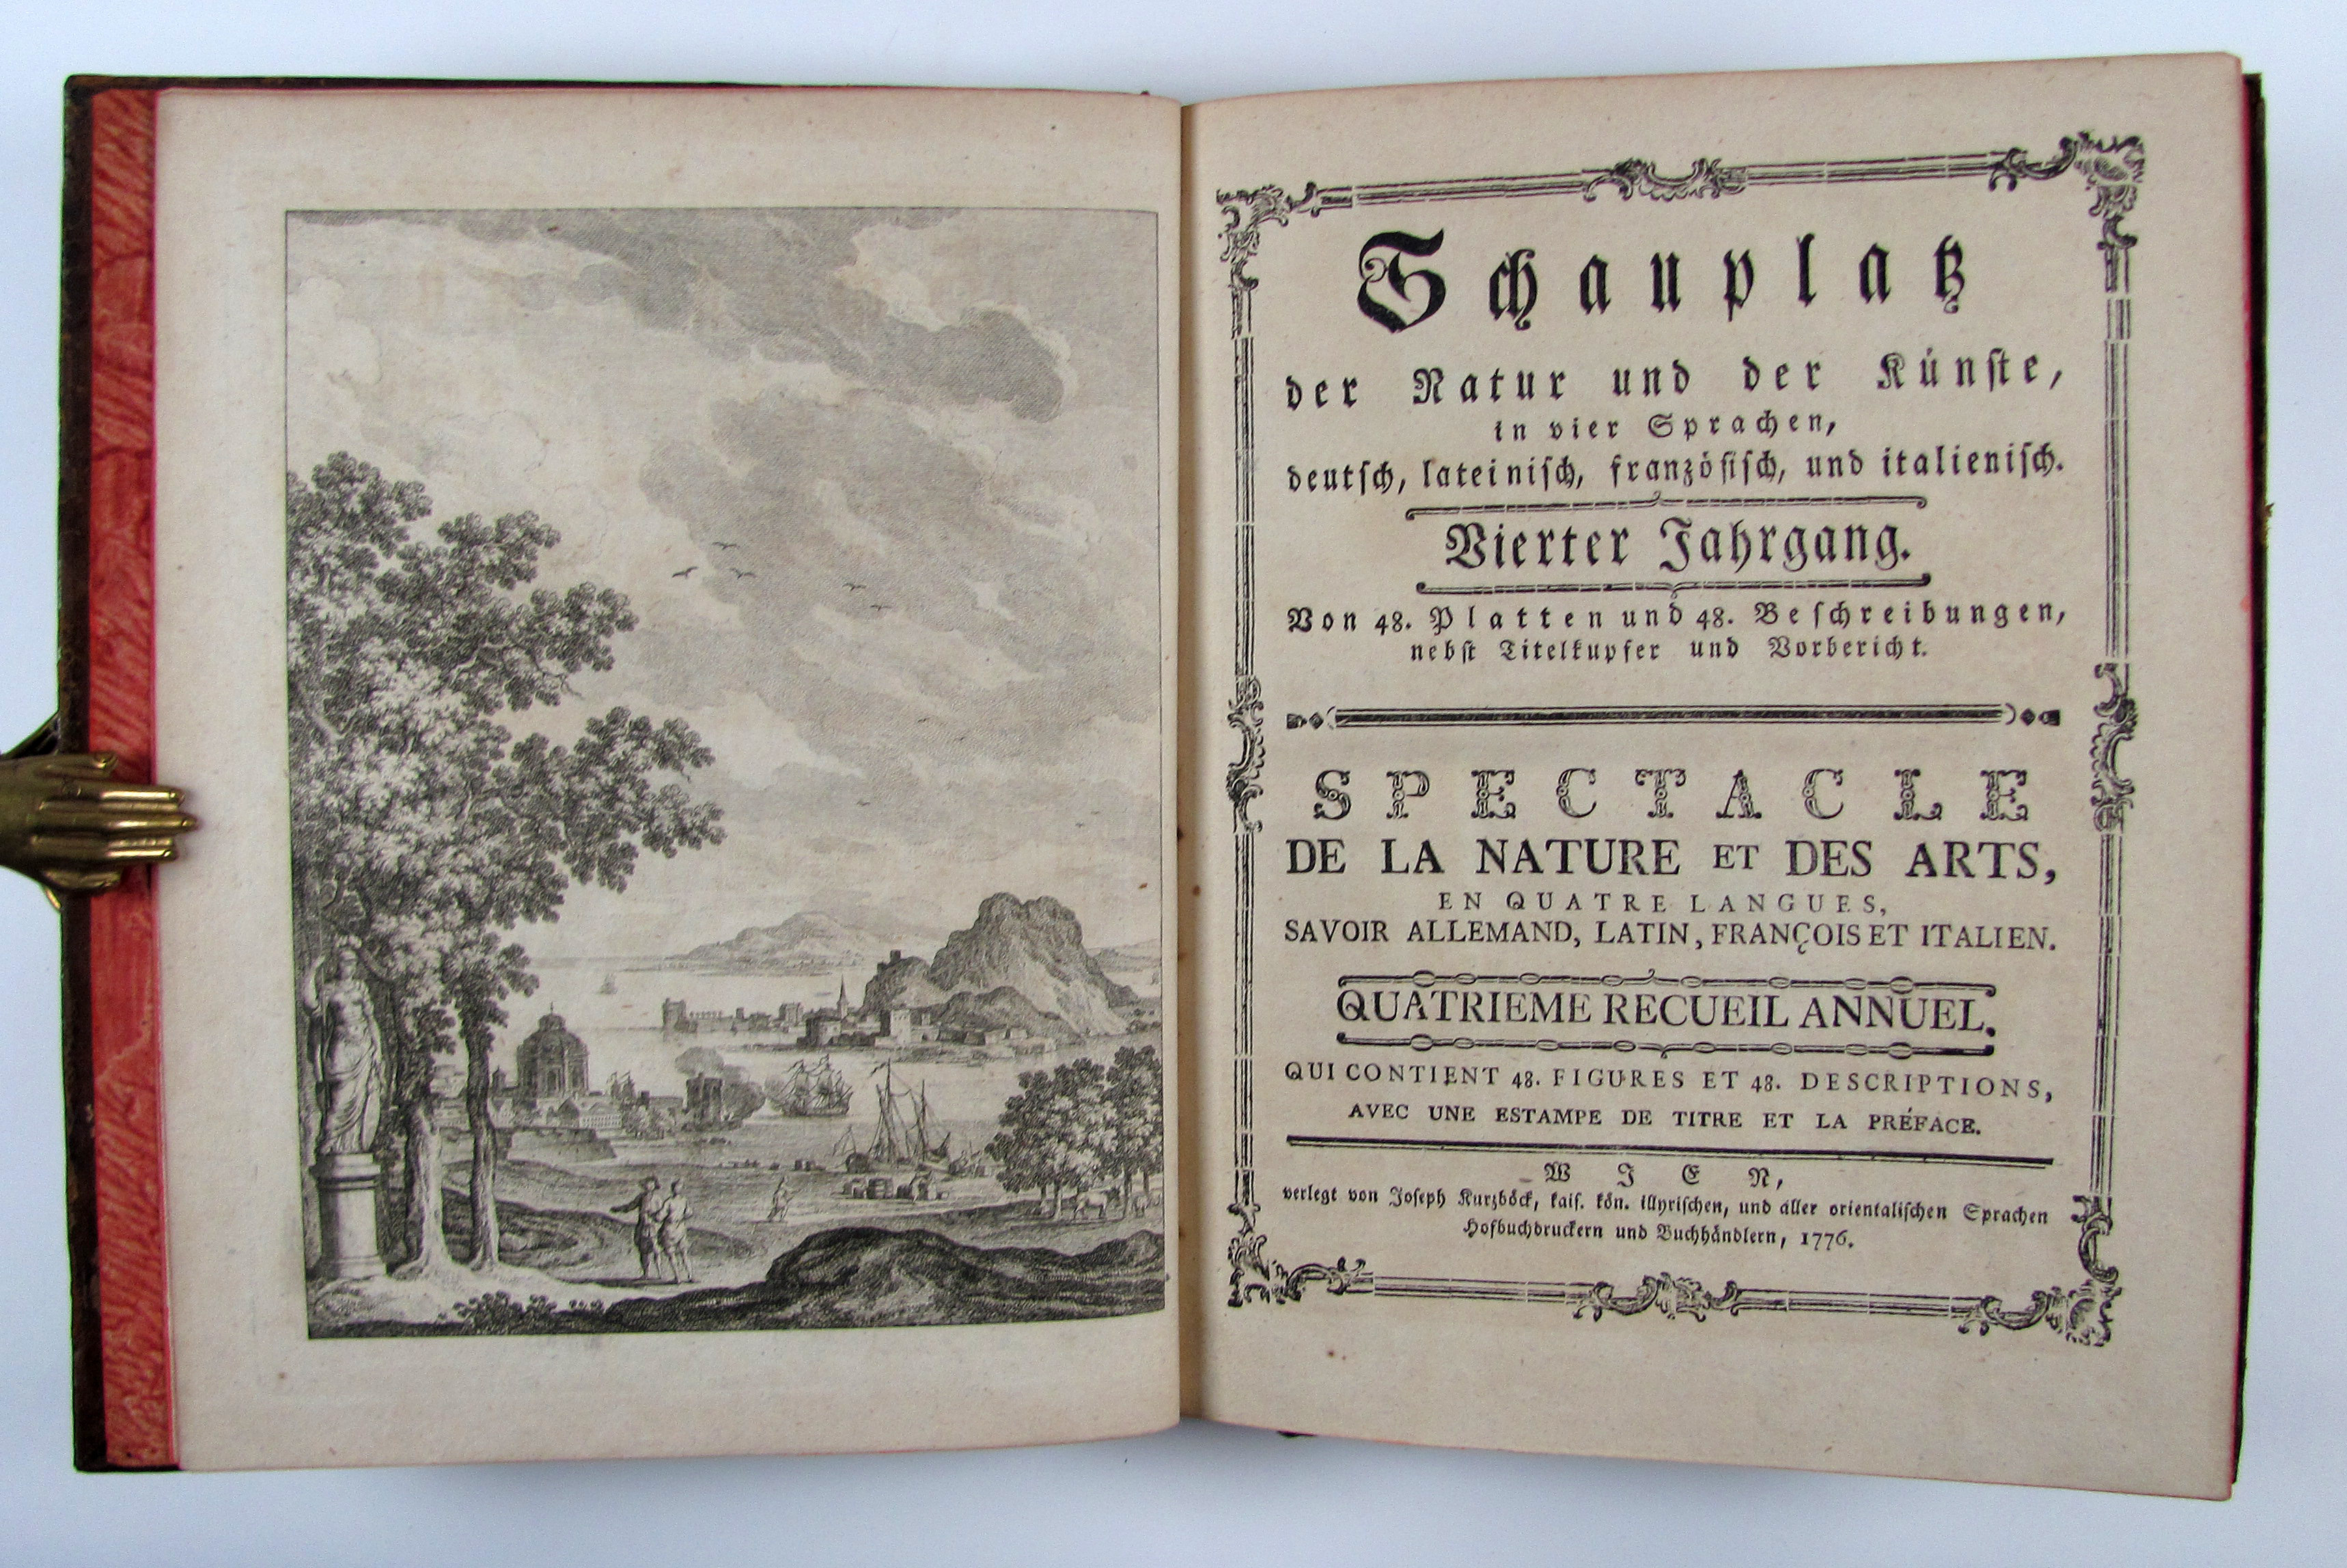 Schauplatz
der Natur und der Künſte,
in vier Sprachen,
deutſch, lateiniſch, franzöſiſch, und italieniſch.
Vierter Jahrgang.
Von 48. Platten und 48. Beſchreibungen,
nebſt Titelkupfer und Vorbericht.
SPECTACLE
DE LA NATURE ET DES ARTS,
EN QUATRE LANGUES,
SAVOIR ALLEMAND, LATIN, FRANÇOIS ET ITALIEN.
QUATRIEME RECUEIL ANNUEL.
QUI CONTIENT 48. FIGURES ET 48. DESCRIPTIONS,
AVEC UNE ESTAMPE DE TITRE ET LA PRÉFACE.
WIEN,
verlegt von Joſeph Kurzböck, kaiſ. kön. illyriſchen, und aller orientaliſchen Sprachen
Hofbuchdruckern und Buchhändlern, 1776.